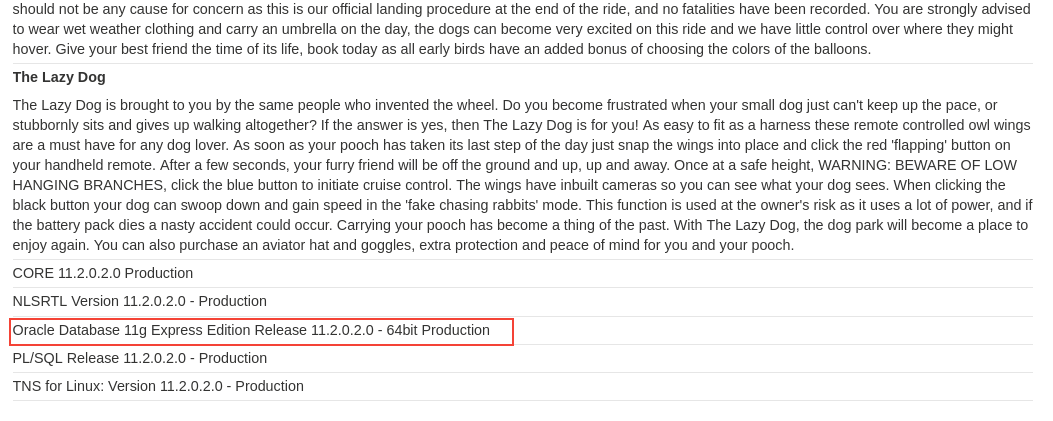 should not be any cause for concern as this is our official landing procedure at the end of the ride, and no fatalities have been recorded. You are strongly advised
to wear wet weather clothing and carry an umbrella on the day, the dogs can become very excited on this ride and we have little control over where they might
hover. Give your best friend the time of its life, book today as all early birds have an added bonus of choosing the colors of the balloons.
The Lazy Dog
The Lazy Dog is brought to you by the same people who invented the wheel. Do you become frustrated when your small dog just can't keep up the pace, or
stubbornly sits and gives up walking altogether? If the answer is yes, then The Lazy Dog is for you! As easy to fit as a harness these remote controlled owl wings
are a must have for any dog lover. As soon as your pooch has taken its last step of the day just snap the wings into place and click the red 'flapping' button on
your handheld remote. After a few seconds, your furry friend will be off the ground and up, up and away. Once at a safe height, WARNING: BEWARE OF LOW
HANGING BRANCHES, click the blue button to initiate cruise control. The wings have inbuilt cameras so you can see what your dog sees. When clicking the
black button your dog can swoop down and gain speed in the 'fake chasing rabbits' mode. This function is used at the owner's risk as it uses a lot of power, and if
the battery pack dies a nasty accident could occur. Carrying your pooch has become a thing of the past. With The Lazy Dog, the dog park will become a place to
enjoy again. You can also purchase an aviator hat and goggles, extra protection and peace of mind for you and your pooch.
CORE 11.2.0.2.0 Production
NLSRTL Version 11.2.0.2.0 - Production
Oracle Database 11g Express Edition Release 11.2.0.2.0 - 64bit Production
PL/SQL Release 11.2.0.2.0 - Production
TNS for Linux: Version 11.2.0.2.0 - Production